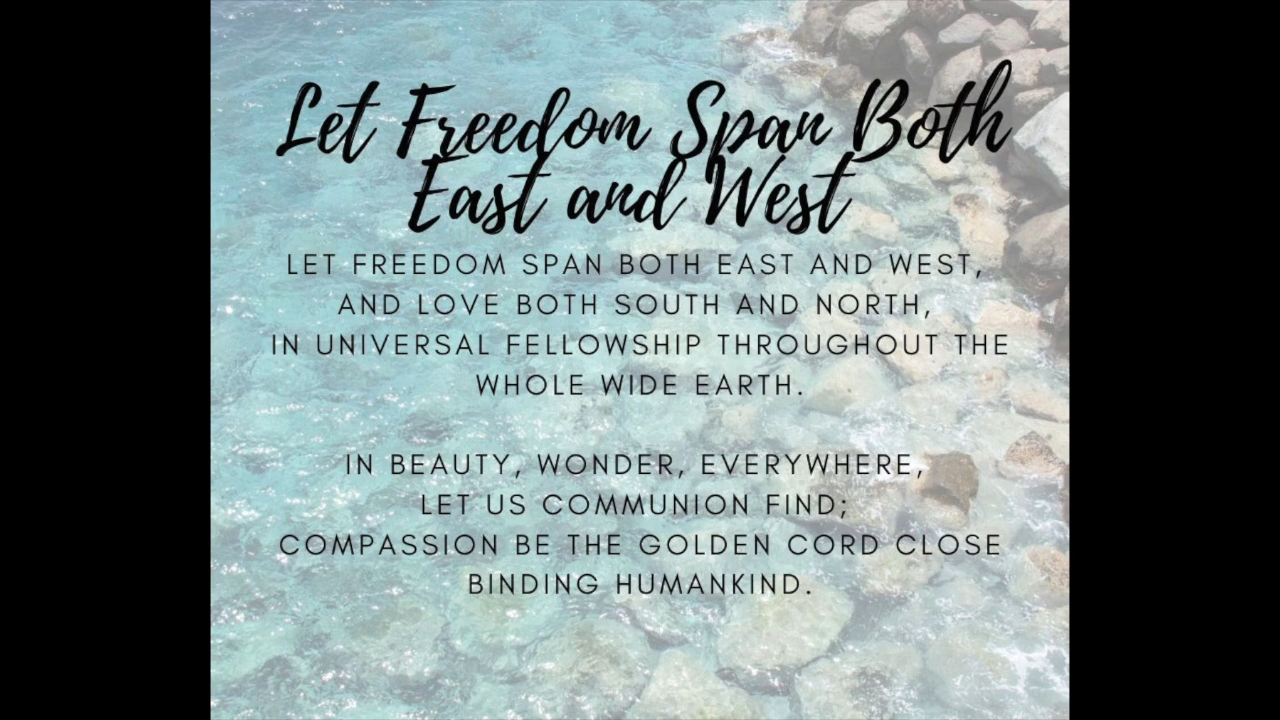 Let Freedom Span Both
East and West
LET FREEDOM SPAN BOTH EAST AND WEST,
AND LOVE BOTH SOUTH AND NORTH,
IN UNIVERSAL FELLOWSHIP THROUGHOUT THE
WHOLE WIDE EARTH.
IN BEAUTY, WONDER, EVERYWHERE,
LET US COMMUNION FIND;
COMPASSION BE THE GOLDEN CORD CLOSE
BINDING HUMANKIND.